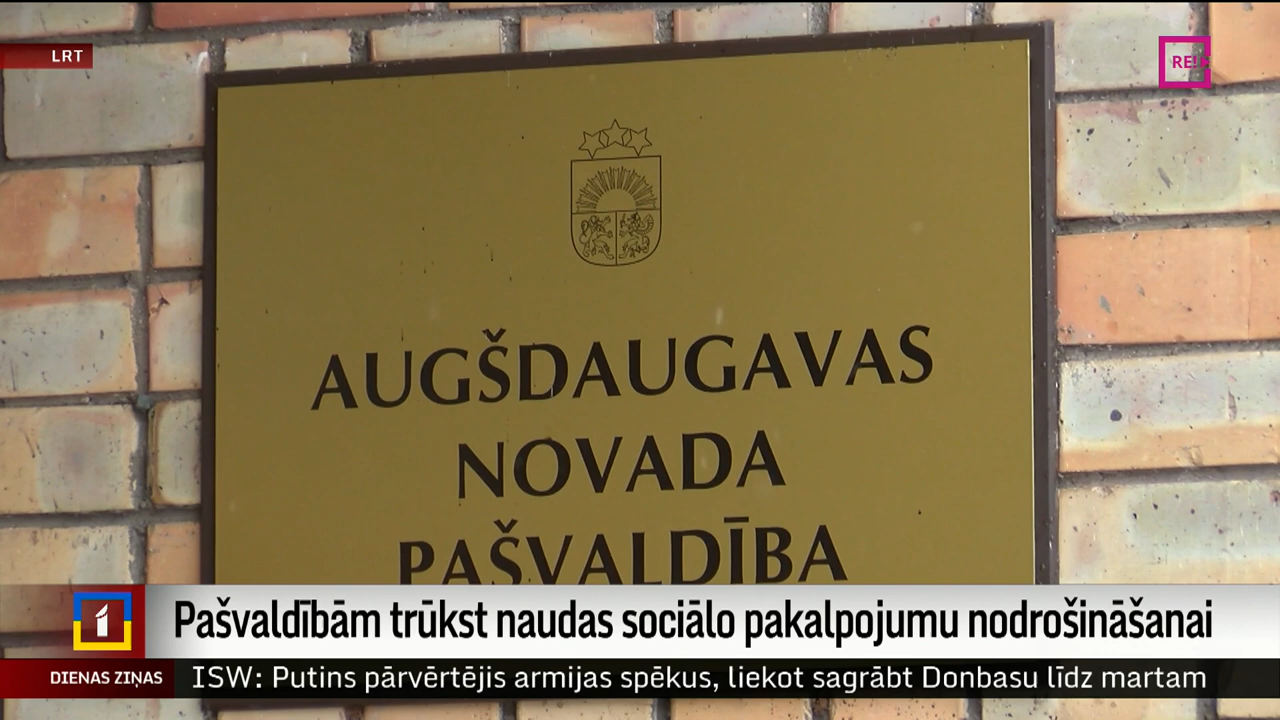 LRT
RE:
AUGŠDAUGAVAS
NOVADA
PAŠVALDĪBA
1
Pašvaldībām trūkst naudas sociālo pakalpojumu nodrošināšanai
DIENAS ZIŅAS
ISW: Putins pārvērtējis armijas spēkus, liekot sagrābt Donbasu līdz martam